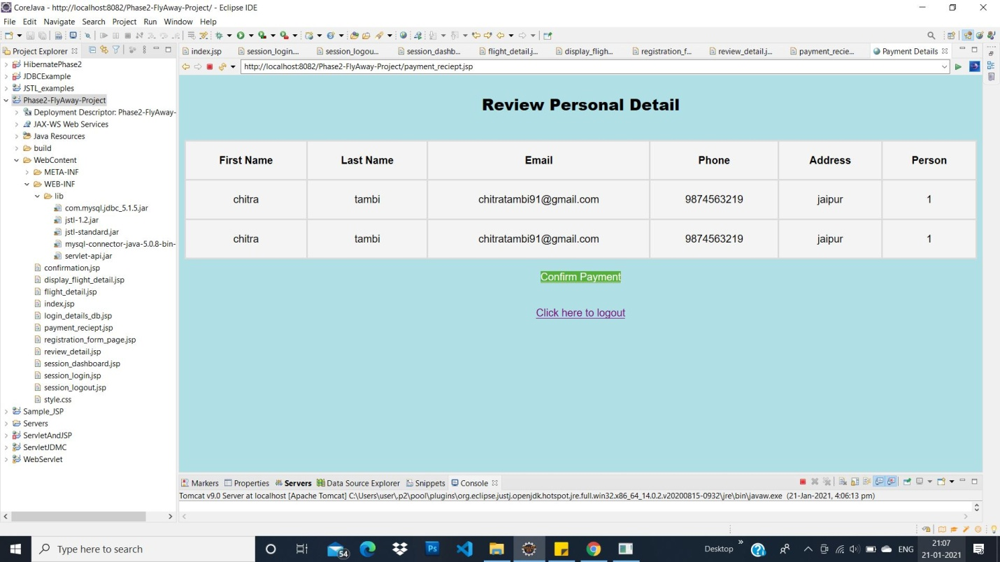 CoreJava - http://localhost:8082/Phase2-FlyAway-Project/ - Eclipse IDE
File Edit Navigate Search Project Run Window Help
Project Explorer
index.jsp session_login.... session_logou... session_dashb... flight_detail.j... display_fligh... registration_f... review_detail.j... payment_recie... Payment Details
http://localhost:8082/Phase2-FlyAway-Project/payment_reciept.jsp
HibernatePhase2
JDBCExample
JSTL_examples
Phase2-FlyAway-Project
Deployment Descriptor: Phase2-FlyAway-
JAX-WS Web Services
Java Resources
build
WebContent
META-INF
WEB-INF
lib
com.mysql.jdbc_5.1.5.jar
jstl-1.2.jar
jstl-standard.jar
mysql-connector-java-5.0.8-bin-
servlet-api.jar
confirmation.jsp
display_flight_detail.jsp
flight_detail.jsp
index.jsp
login_details_db.jsp
payment_reciept.jsp
registration_form_page.jsp
review_detail.jsp
session_dashboard.jsp
session_login.jsp
session_logout.jsp
style.css
Sample_JSP
Servers
ServletAndJSP
ServletJDMC
WebServlet
Review Personal Detail
First Name Last Name Email Phone Address Person
chitra tambi chitratambi91@gmail.com 9874563219 jaipur 1
chitra tambi chitratambi91@gmail.com 9874563219 jaipur 1
Confirm Payment
Click here to logout
Markers Properties Servers Data Source Explorer Snippets Console
Tomcat v9.0 Server at localhost [Apache Tomcat] C:\Users\user\.p2\pool\plugins\org.eclipse.justj.openjdk.hotspot.jre.full.win32.x86_64_14.0.2.v20200815-0932\jre\bin\javaw.exe (21-Jan-2021, 4:06:13 pm)
Type here to search
54
Ps
Desktop
ENG
21:07
21-01-2021